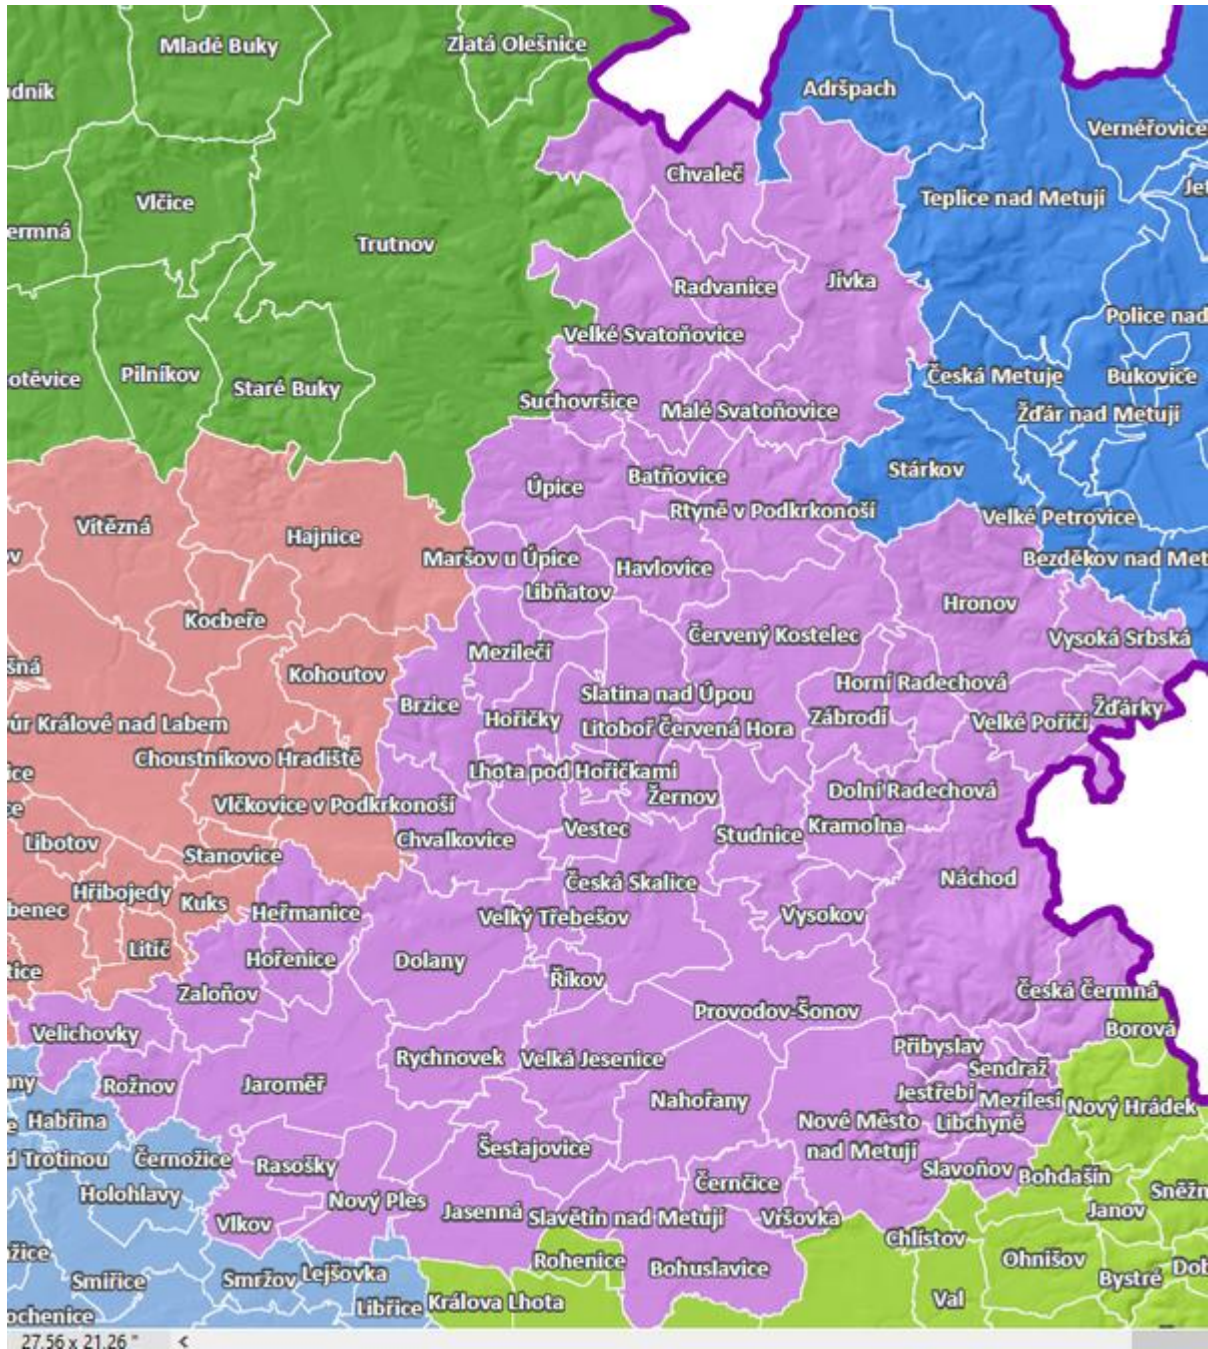 Mladé Buky
Zlatá Olešnice
Adršpach
Vernéřovice
Chvaleč
Vlčice
Teplice nad Metují
Trutnov
Radvanice
Jívka
Police nad
Velké Svatoňovice
Pilníkov
Staré Buky
Česká Metuje
Bukovice
Suchovršice
Malé Svatoňovice
Žďár nad Metují
Stárkov
Batňovice
Úpice
Rtyně v Podkrkonoší
Velké Petrovice
Vítězná
Hajnice
Maršov u Úpice
Havlovice
Bezděkov nad Met
Libňatov
Hronov
Kocbeře
Červený Kostelec
Vysoká Srbská
Mezilečí
Kohoutov
Horní Radechová
Slatina nad Úpou
Brzice
Žďárky
Hořičky
Zábrodí
Velké Poříčí
ůr Králové nad Labem
Litoboř
Červená Hora
Choustníkovo Hradiště
Lhota pod Hořičkami
Žernov
Dolní Radechová
Vlčkovice v Podkrkonoší
Vestec
Studnice
Kramolna
Libotov
Chvalkovice
Stanovice
Náchod
Česká Skalice
Hřibojedy
Kuks
Heřmanice
Velký Třebešov
Vysokov
Litíč
Hořenice
Dolany
Říkov
Zaloňov
Česká Čermná
Provodov-Šonov
Velichovky
Borová
Přibyslav
Rychnovek
Velká Jesenice
Sendraž
Rožnov
Jaroměř
Jestřebí
Mezilesí
Nahořany
Nový Hrádek
Habřina
Nové Město
nad Metují
Libchyně
Šestajovice
d Trotinou
Černožice
Rasošky
Slavoňov
Bohdašín
Holohlavy
Černčice
Nový Ples
Janov
Vlkov
Jasenná
Slavětín nad Metují
Vršovka
Chlístov
Rohenice
Ohnišov
Bohuslavice
Smiřice
Smržov
Lejšovka
Bystré
Libřice
Králova Lhota
Val
27.56 x 21.26 "
<